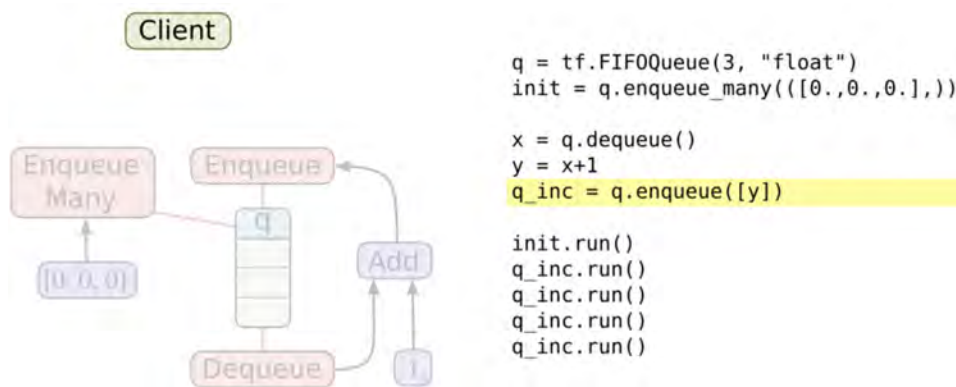 Client
Enqueue Many
Enqueue
q
[0, 0, 0]
Add
Dequeue
1
q = tf.FIFOQueue(3, "float")
init = q.enqueue_many(([0.,0.,0.],))
x = q.dequeue()
y = x+1
q_inc = q.enqueue([y])
init.run()
q_inc.run()
q_inc.run()
q_inc.run()
q_inc.run()